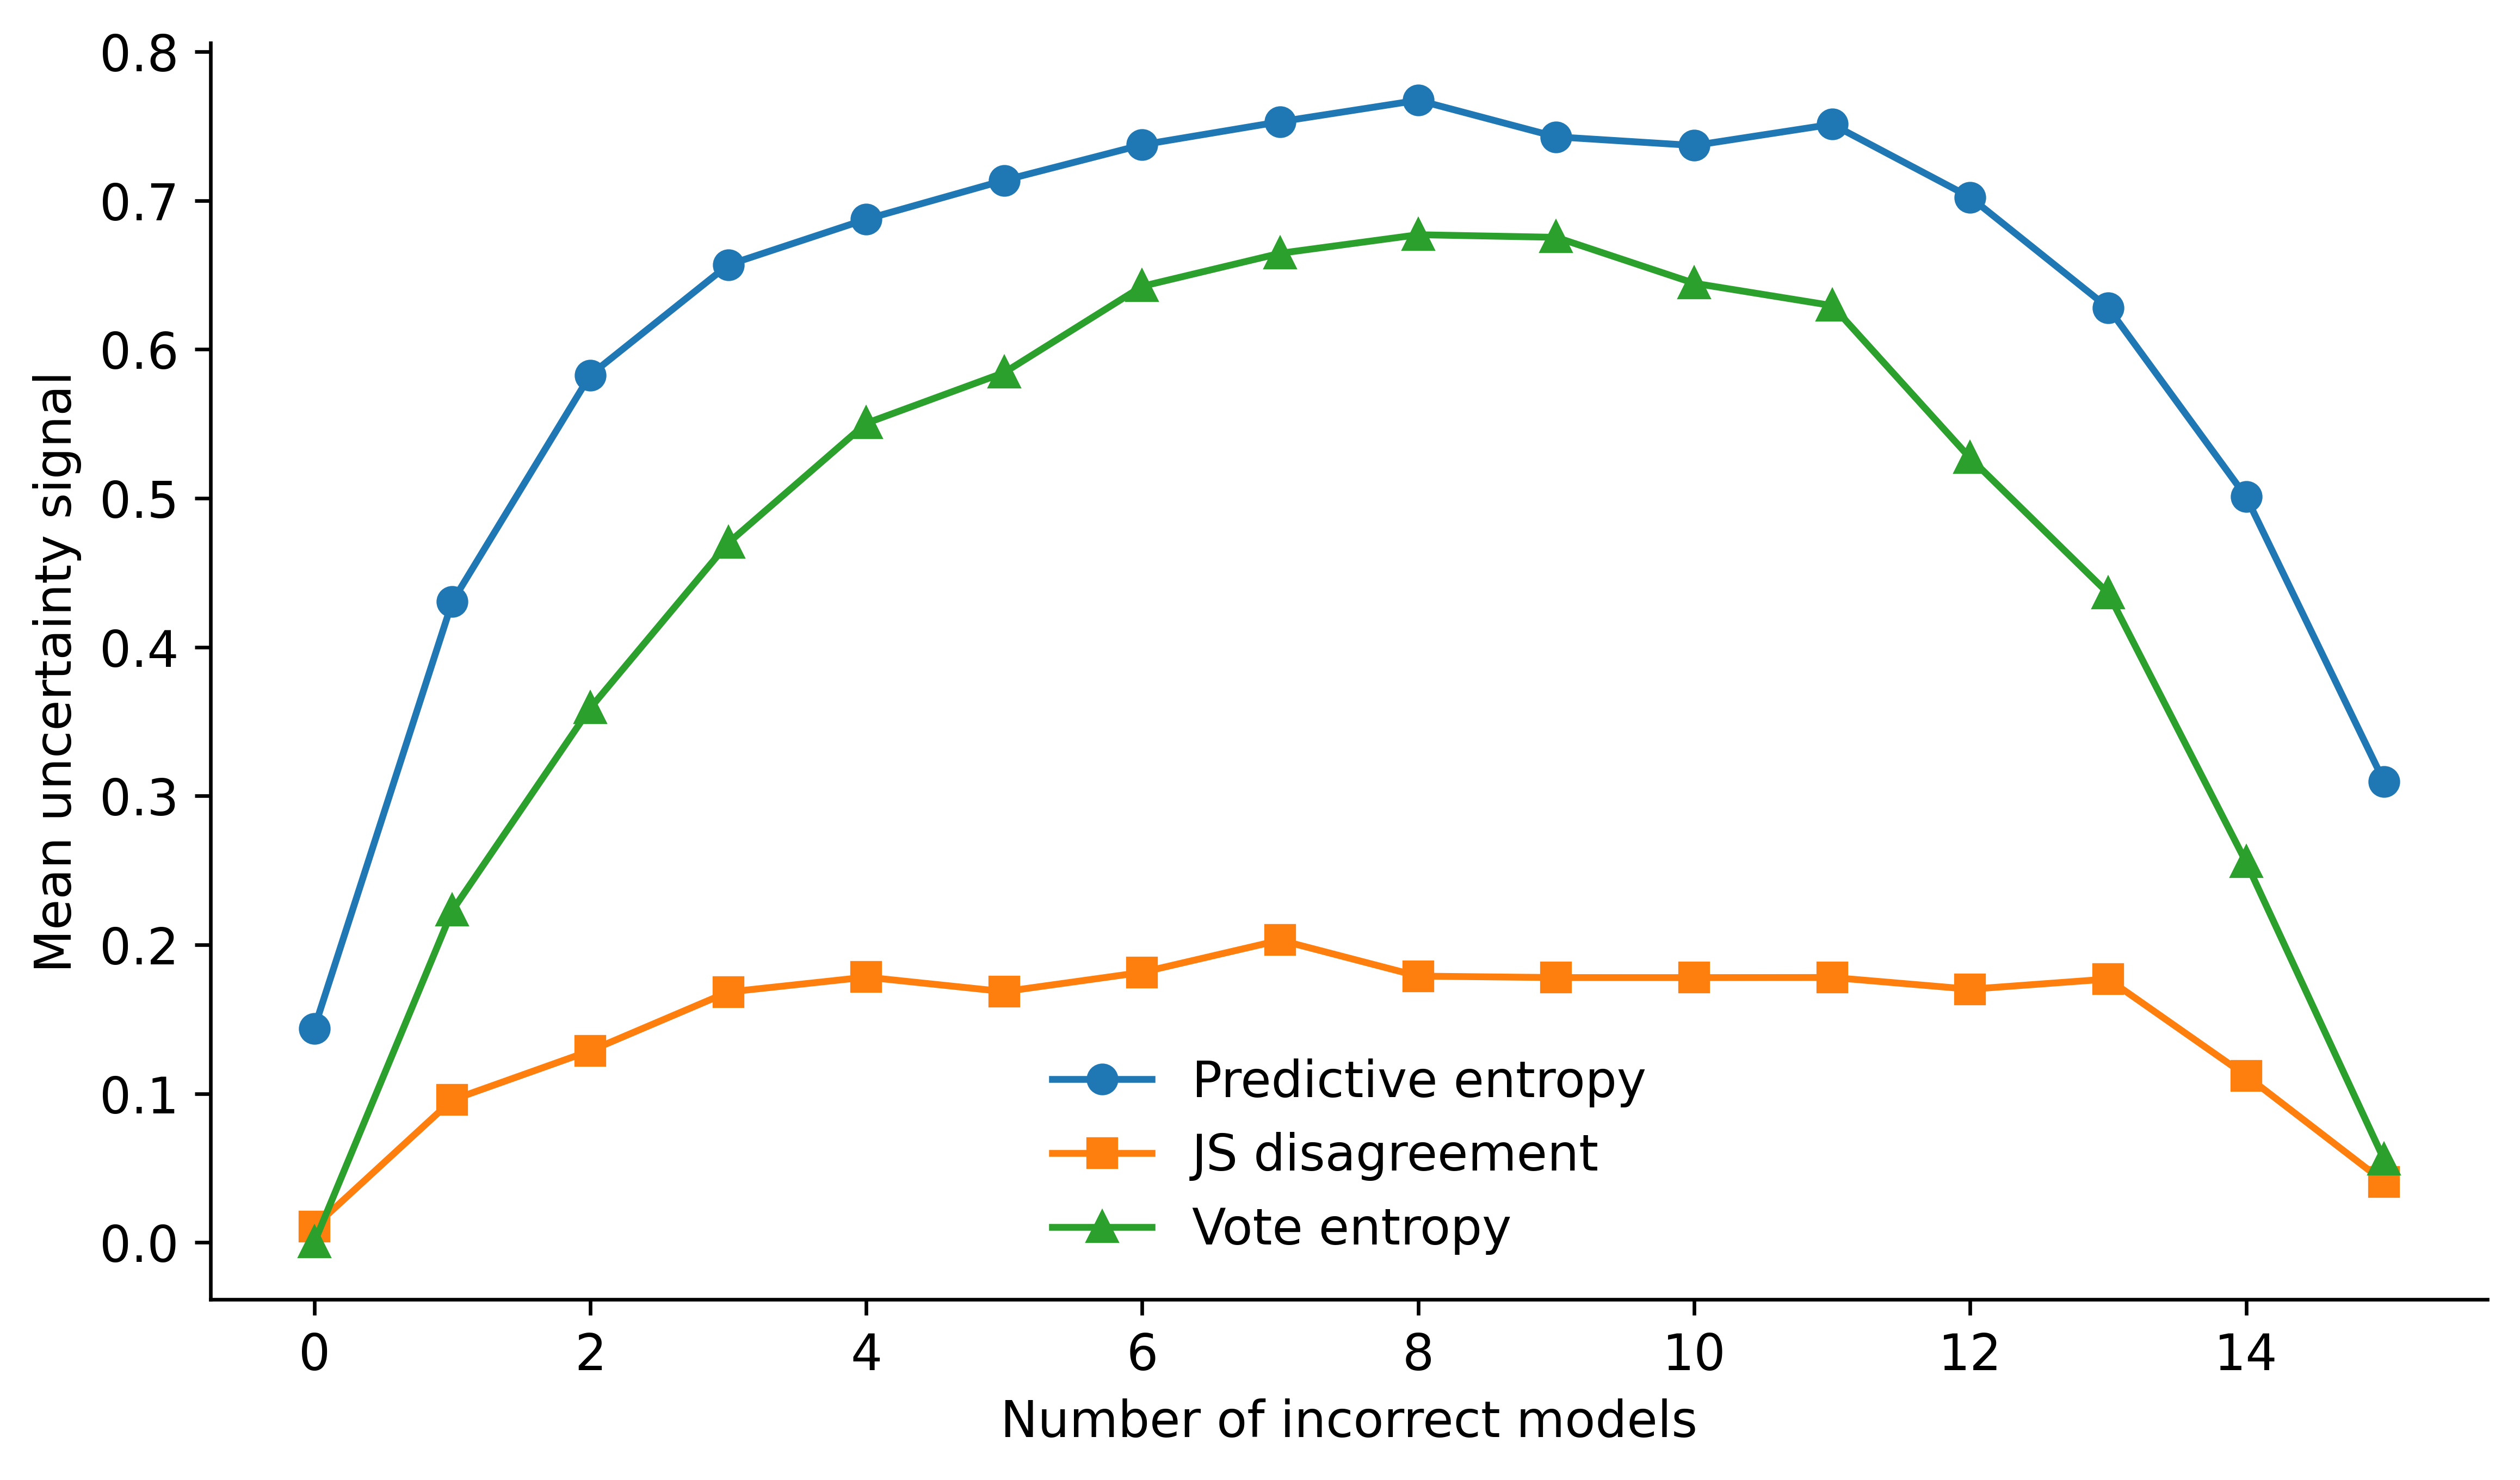 Mean uncertainty signal
0.8
0.7
0.6
0.5
0.4
0.3
0.2
0.1
0.0
Predictive entropy
JS disagreement
Vote entropy
0 2 4 6 8 10 12 14
Number of incorrect models